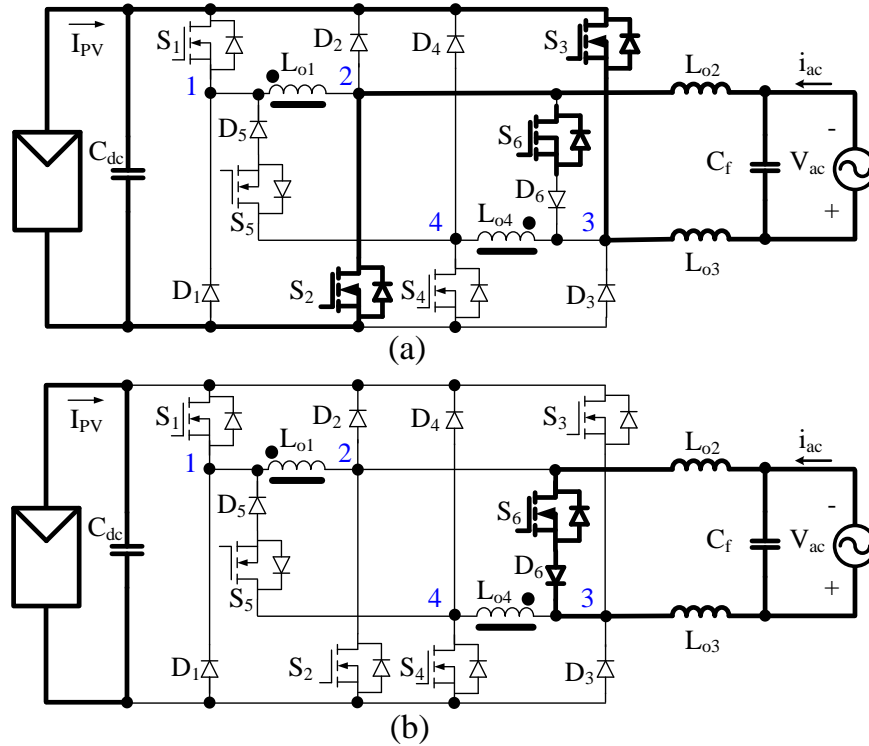 I_PV S_1 D_2 D_4 S_3
L_o1 L_o2 i_ac
1 2
D_5 S_6 -
C_dc D_6 C_f V_ac
S_5 4 L_o4 3 +
L_o3
D_1 S_2 S_4 D_3
(a)
I_PV S_1 D_2 D_4 S_3
L_o1 L_o2 i_ac
1 2
D_5 S_6 -
C_dc D_6 C_f V_ac
S_5 4 L_o4 3 +
L_o3
D_1 S_2 S_4 D_3
(b)